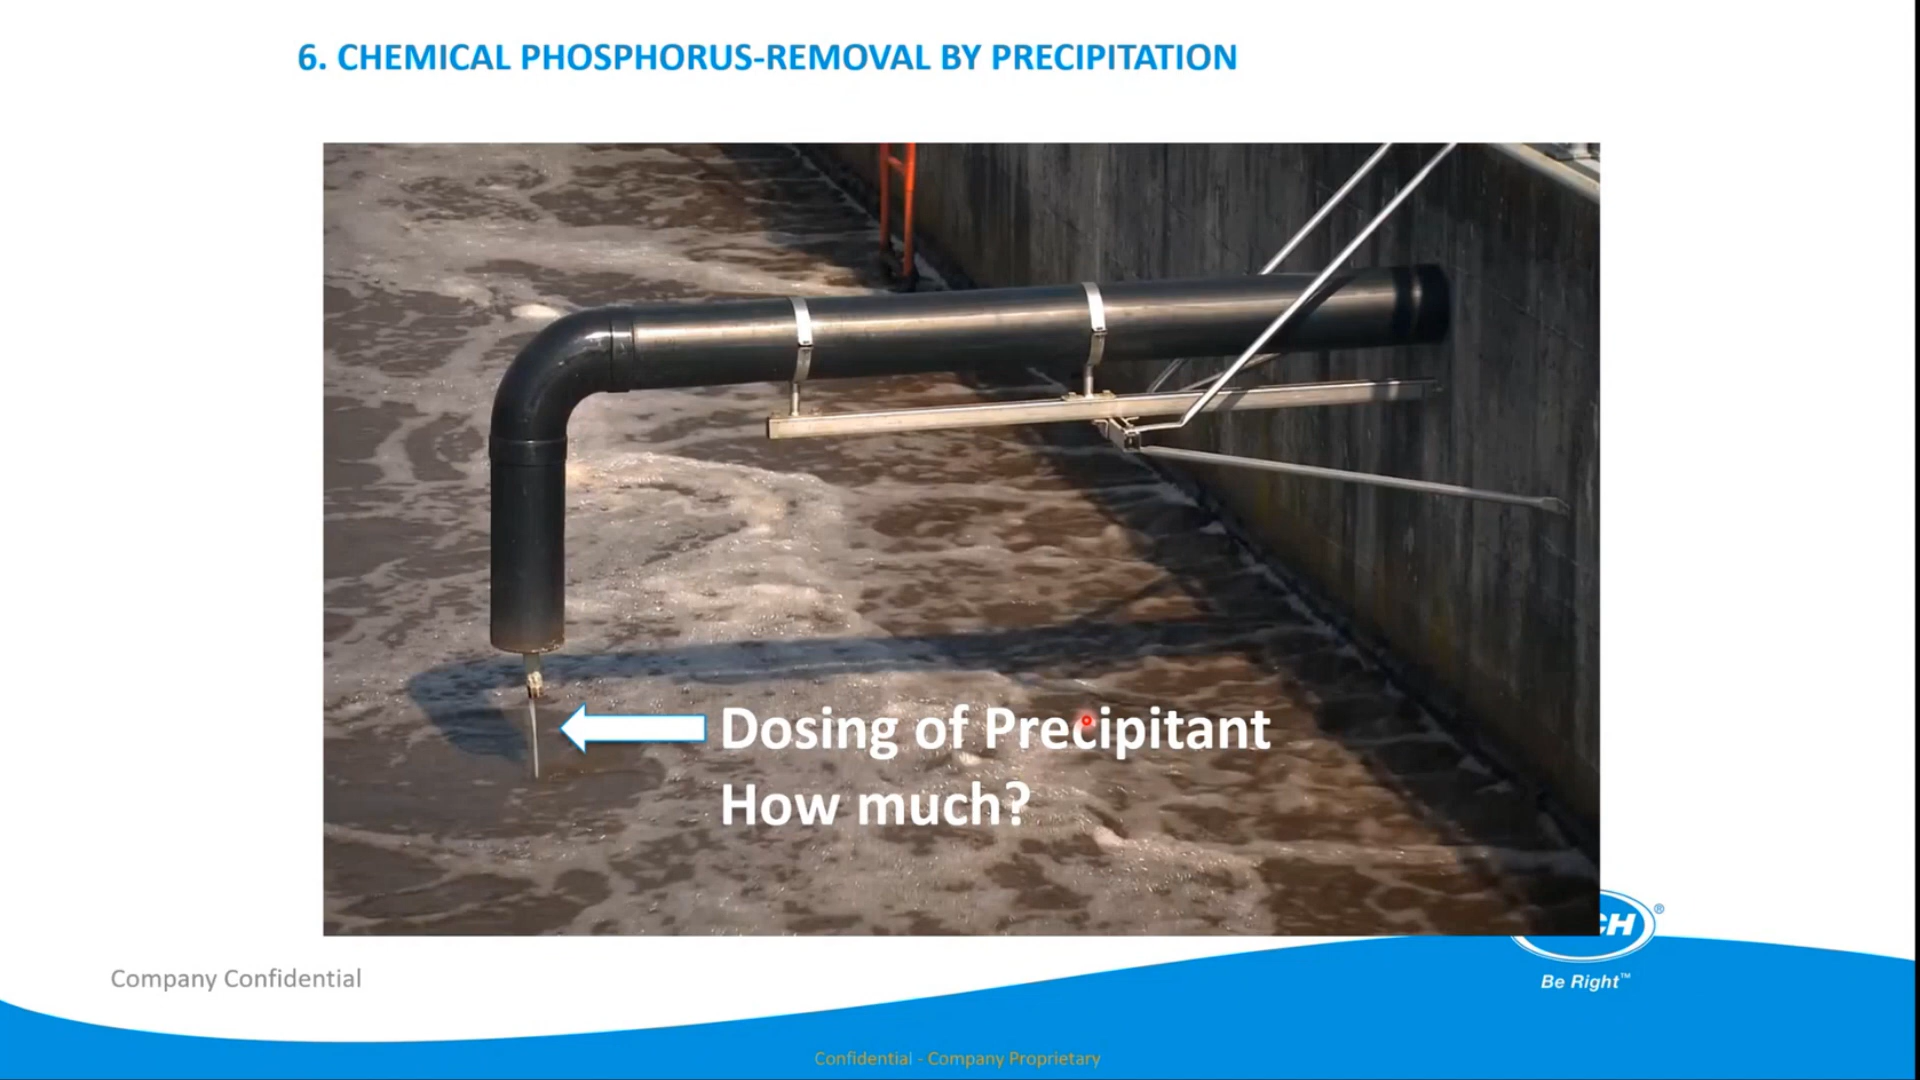 6. CHEMICAL PHOSPHORUS-REMOVAL BY PRECIPITATION
Dosing of Precipitant
How much?
Company Confidential
Be Right™
Confidential - Company Proprietary